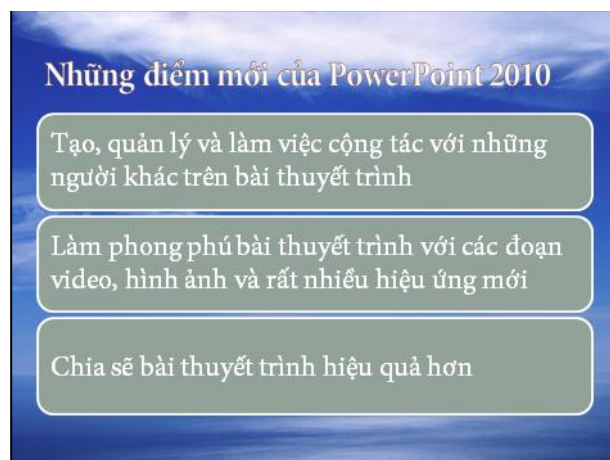 Những điểm mới của PowerPoint 2010
Tạo, quản lý và làm việc cộng tác với những
người khác trên bài thuyết trình
Làm phong phú bài thuyết trình với các đoạn
video, hình ảnh và rất nhiều hiệu ứng mới
Chia sẽ bài thuyết trình hiệu quả hơn